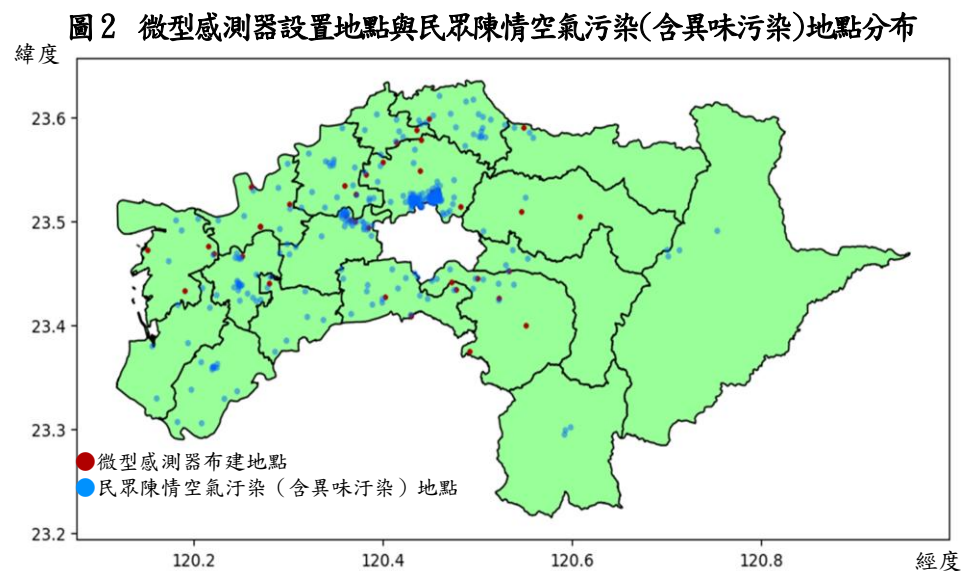 圖2 微型感測器設置地點與民眾陳情空氣污染(含異味污染)地點分布
緯度
23.6
23.5
23.4
23.3
23.2
微型感測器布建地點
民眾陳情空氣汙染（含異味汙染）地點
120.2 120.4 120.6 120.8
經度